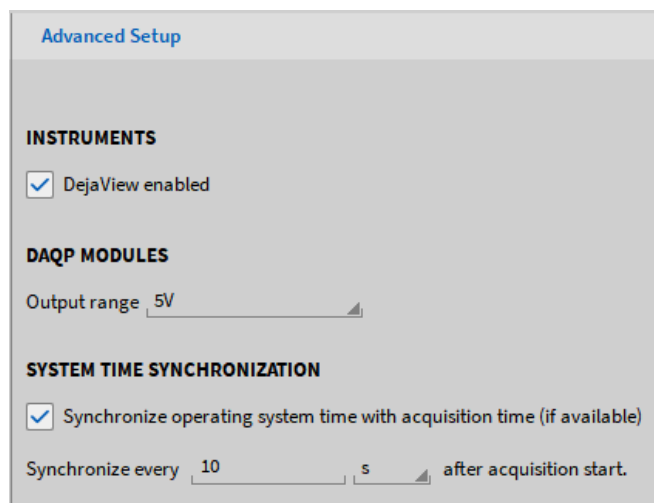 Advanced Setup
INSTRUMENTS
DejaView enabled
DAQP MODULES
Output range 5V
SYSTEM TIME SYNCHRONIZATION
Synchronize operating system time with acquisition time (if available)
Synchronize every 10 s after acquisition start.